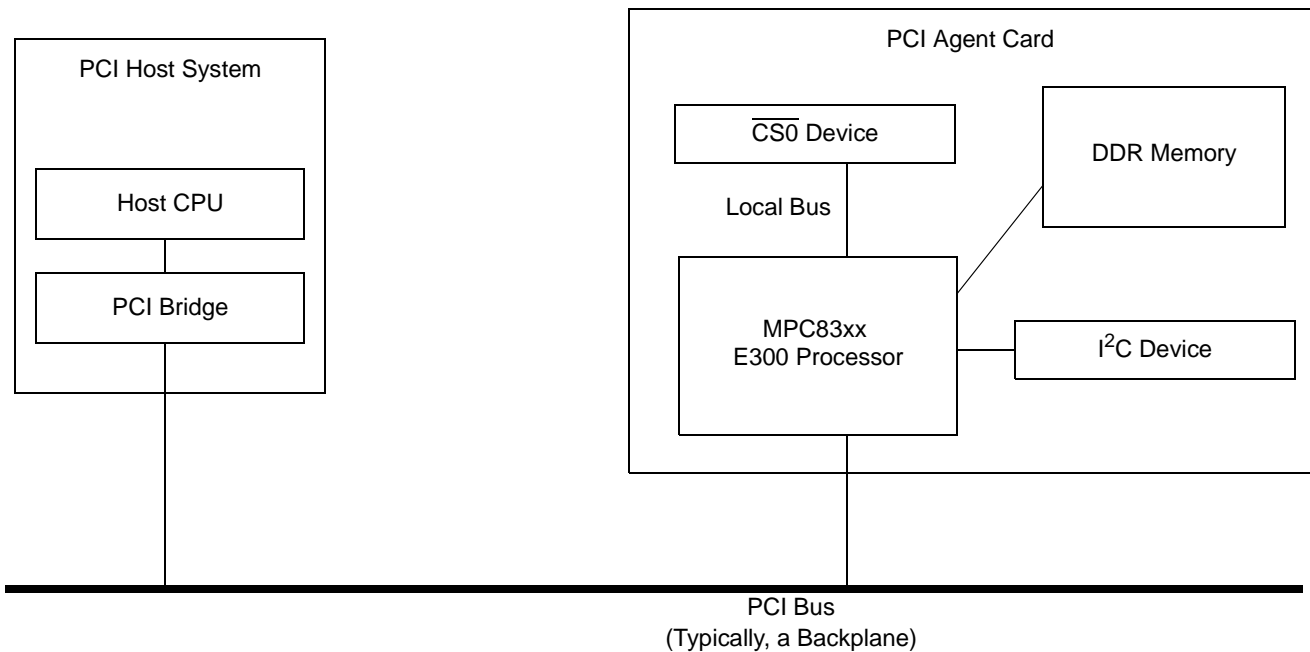 PCI Host System
Host CPU
PCI Bridge
PCI Agent Card
C̅S̅0̅ Device
Local Bus
DDR Memory
MPC83xx
E300 Processor
I²C Device
PCI Bus
(Typically, a Backplane)